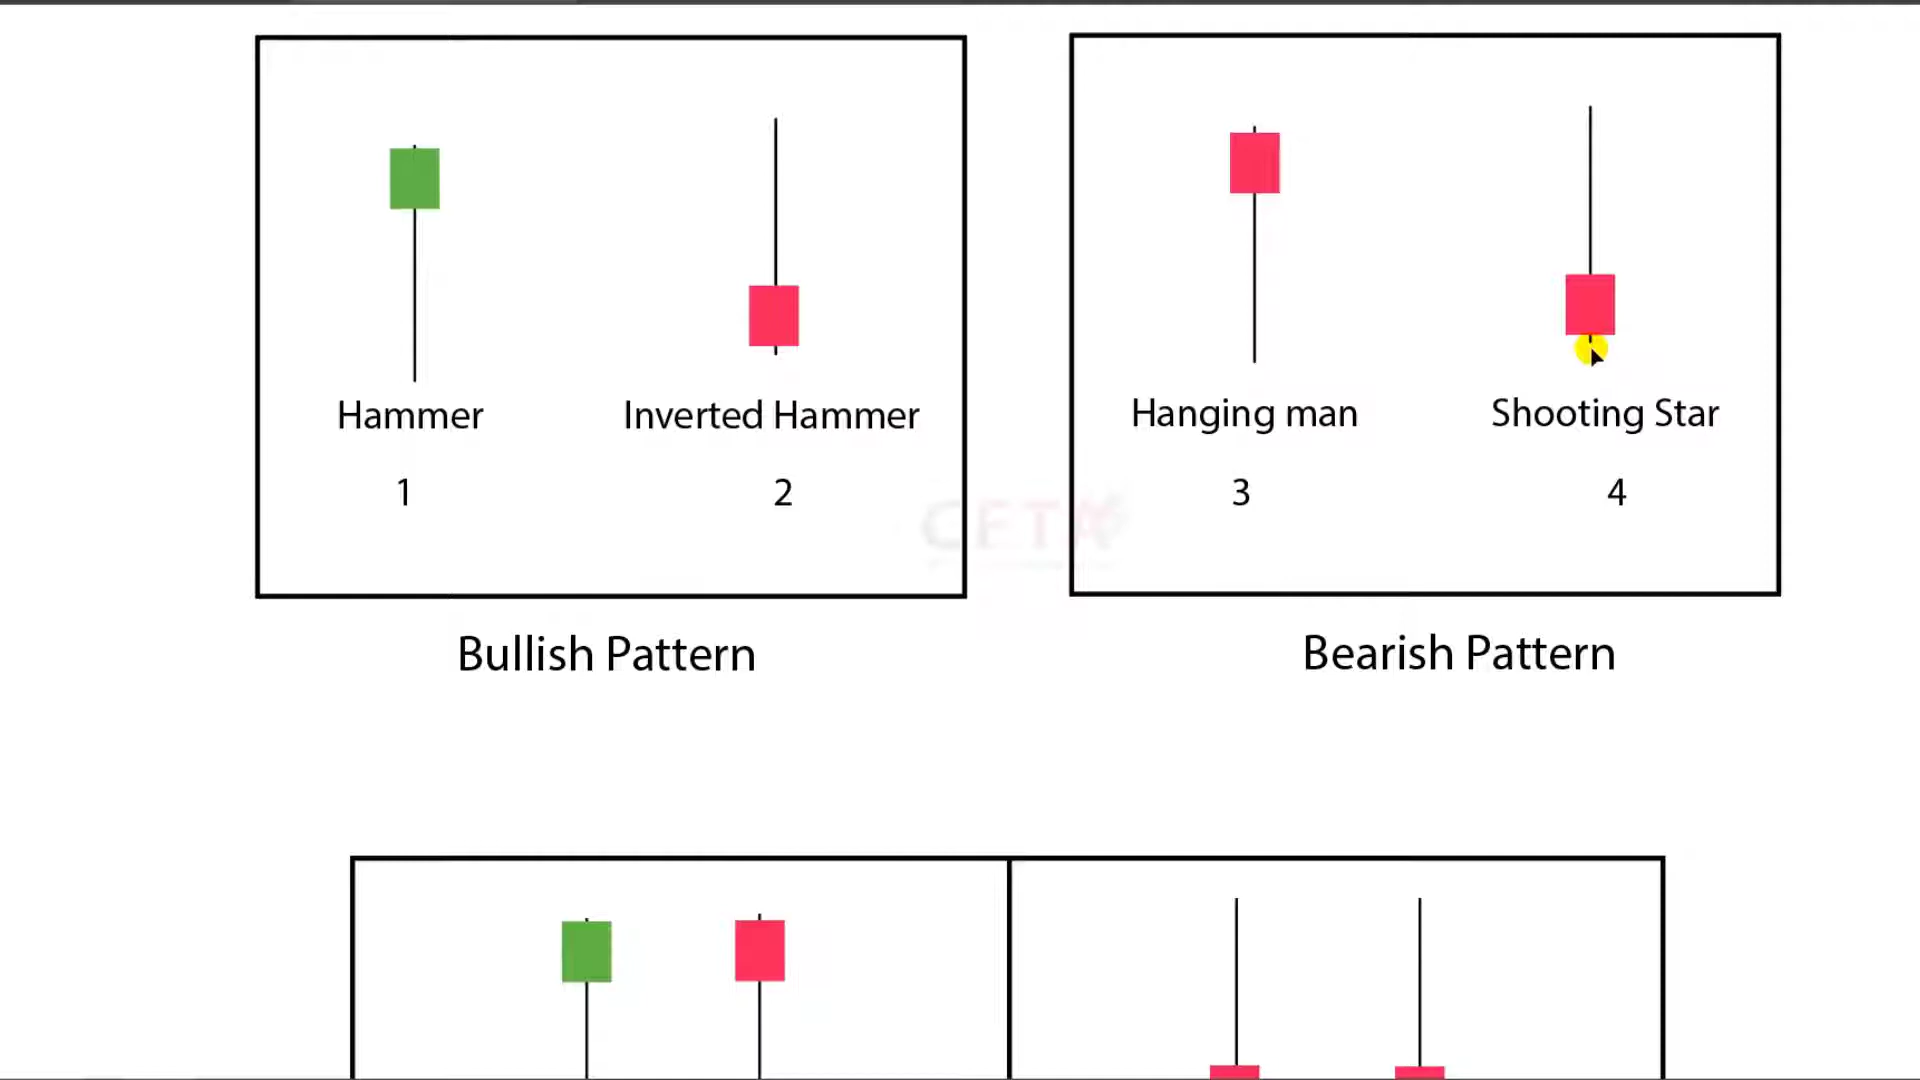 Hammer
Inverted Hammer
1
2
Bullish Pattern
Hanging man
Shooting Star
3
4
Bearish Pattern